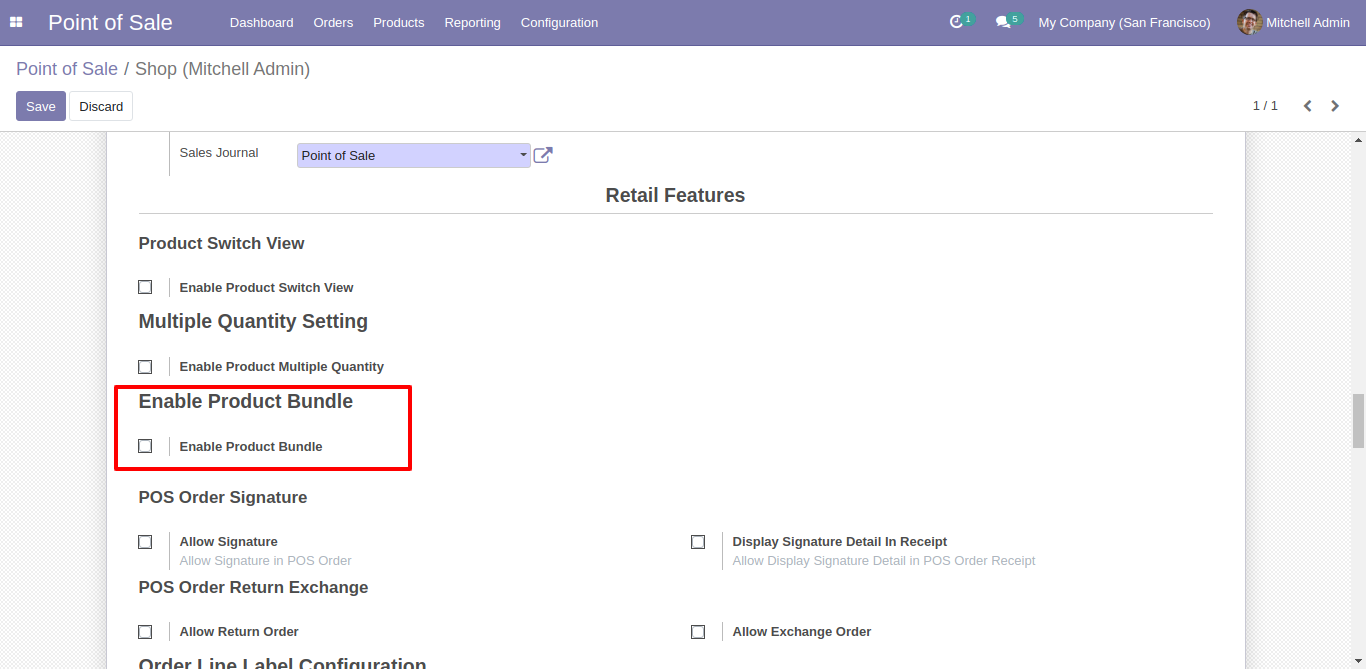 Point of Sale Dashboard Orders Products Reporting Configuration 1 5 My Company (San Francisco) Mitchell Admin
Point of Sale / Shop (Mitchell Admin)
Save Discard 1 / 1
Sales Journal Point of Sale
Retail Features
Product Switch View
Enable Product Switch View
Multiple Quantity Setting
Enable Product Multiple Quantity
Enable Product Bundle
Enable Product Bundle
POS Order Signature
Allow Signature Display Signature Detail In Receipt
Allow Signature in POS Order Allow Display Signature Detail in POS Order Receipt
POS Order Return Exchange
Allow Return Order Allow Exchange Order
Order Line Label Configuration